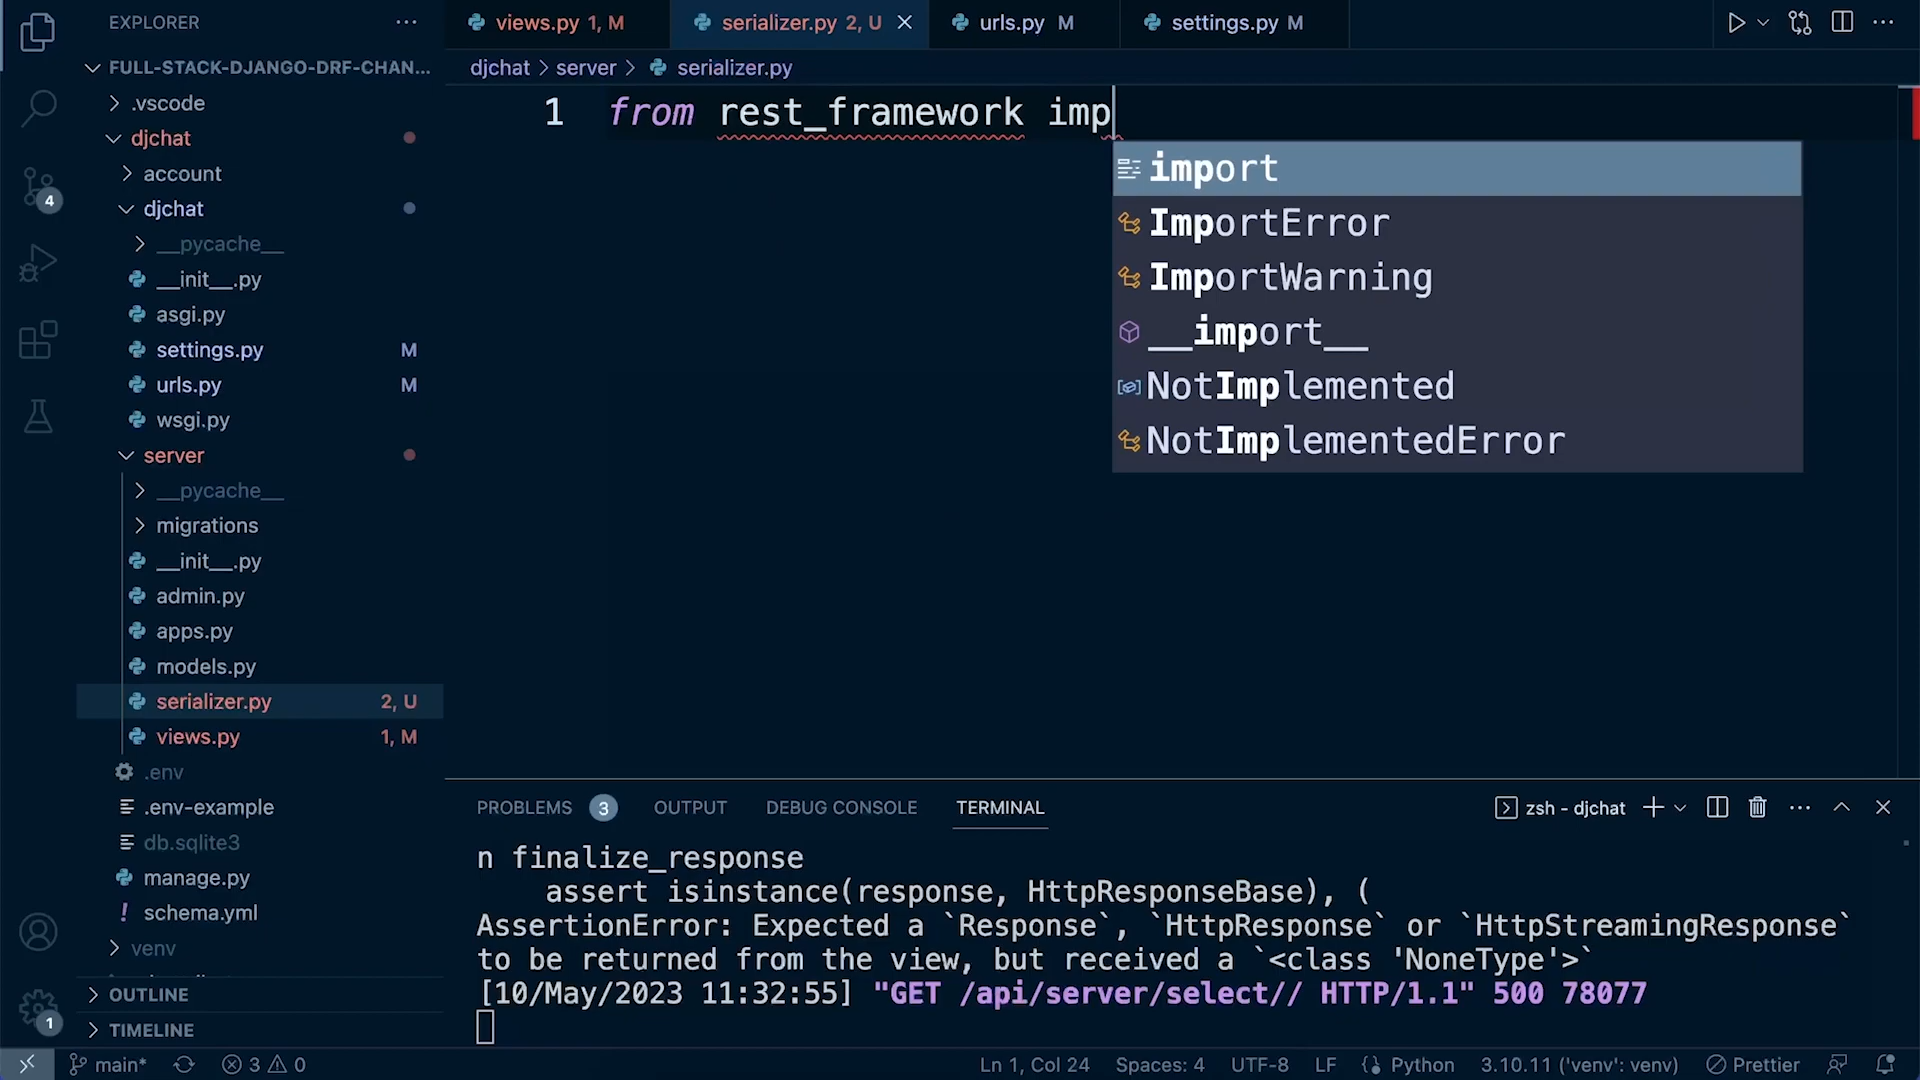 EXPLORER
FULL-STACK-DJANGO-DRF-CHAN...
.vscode
djchat
account
djchat
__pycache__
__init__.py
asgi.py
settings.py M
urls.py M
wsgi.py
server
__pycache__
migrations
__init__.py
admin.py
apps.py
models.py
serializer.py 2, U
views.py 1, M
.env
.env-example
db.sqlite3
manage.py
! schema.yml
venv
OUTLINE
TIMELINE
4
1
views.py 1, M
serializer.py 2, U
urls.py M
settings.py M
djchat > server > serializer.py
1 from rest_framework imp
import
ImportError
ImportWarning
__import__
NotImplemented
NotImplementedError
PROBLEMS 3 OUTPUT DEBUG CONSOLE TERMINAL
zsh - djchat
n finalize_response
assert isinstance(response, HttpResponseBase), (
AssertionError: Expected a `Response`, `HttpResponse` or `HttpStreamingResponse`
to be returned from the view, but received a `<class 'NoneType'>`
[10/May/2023 11:32:55] "GET /api/server/select// HTTP/1.1" 500 78077
main* 3 0 Ln 1, Col 24 Spaces: 4 UTF-8 LF Python 3.10.11 ('venv': venv) Prettier